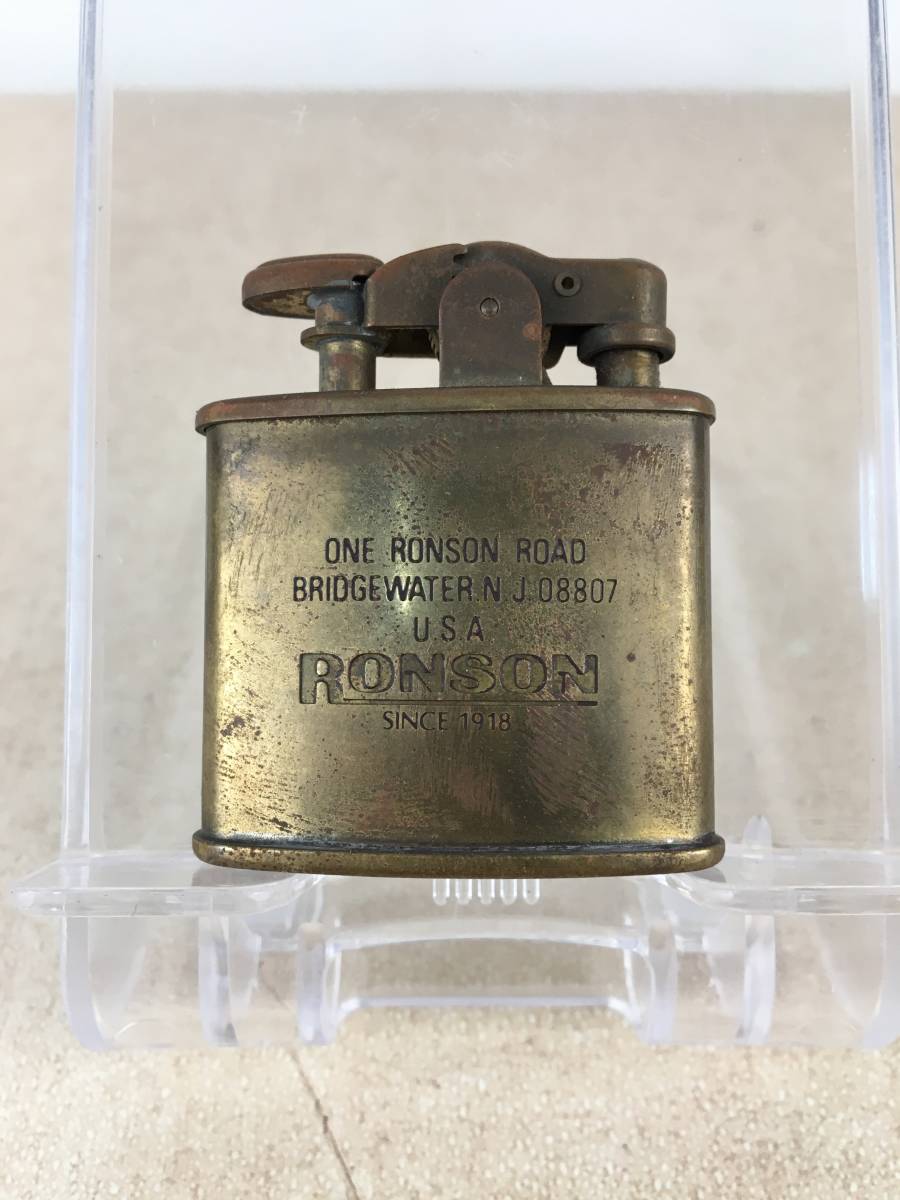 ONE RONSON ROAD
BRIDGEWATER. N. J. 08807
U.S.A
RONSON
SINCE 1918